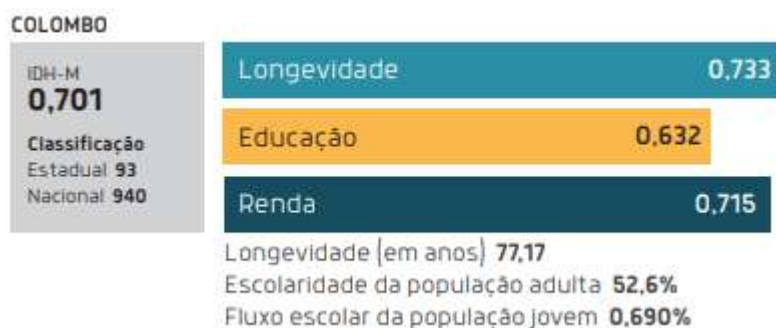 COLOMBO
IDH-M
0,701
Classificação
Estadual 93
Nacional 940
Longevidade 0,733
Educação 0,632
Renda 0,715
Longevidade (em anos) 77,17
Escolaridade da população adulta 52,6%
Fluxo escolar da população jovem 0,690%